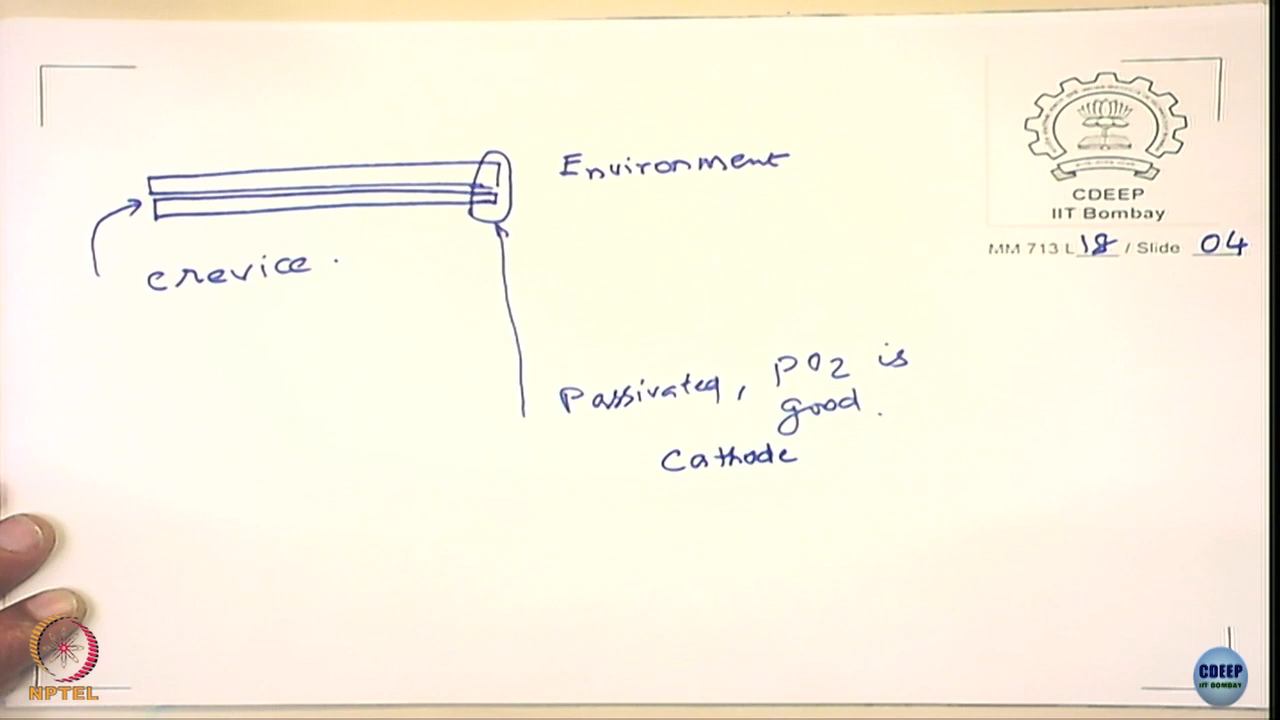 Environment
CDEEP
IIT Bombay
MM 713 L 18 / Slide 04
crevice.
Passivated, PO2 is
good.
Cathode
NPTEL
CDEEP
IIT BOMBAY